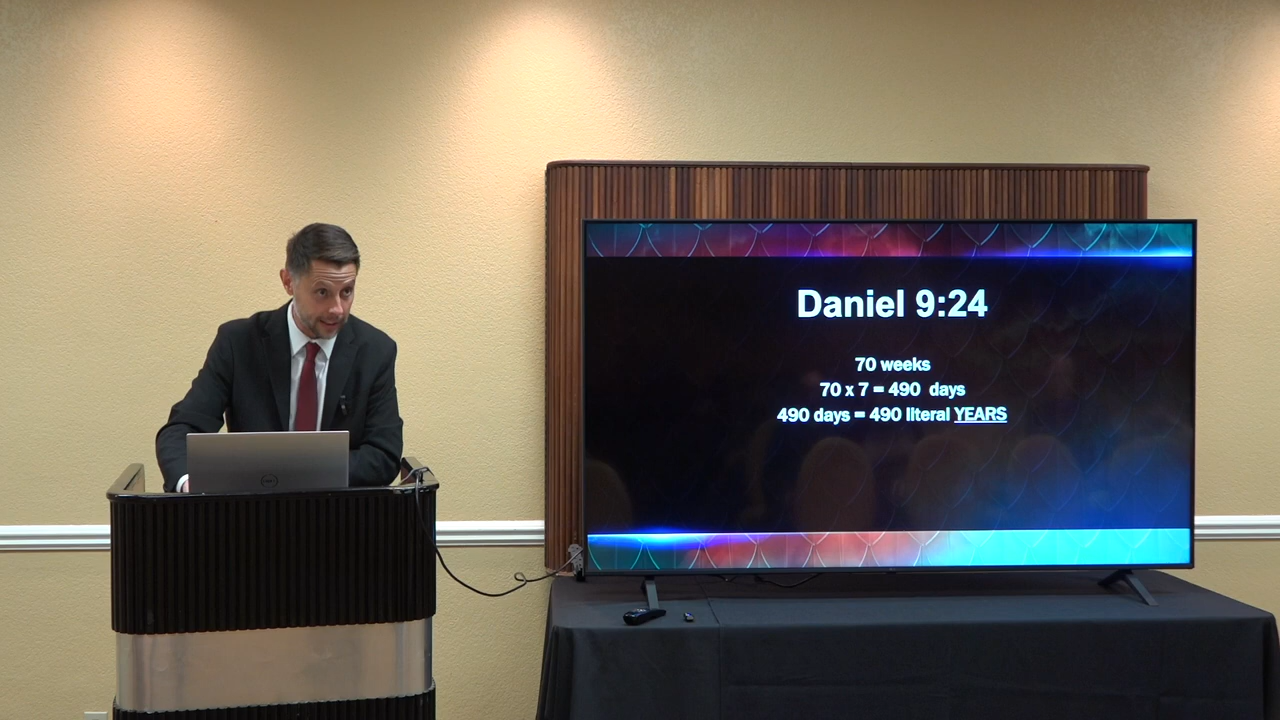 Daniel 9:24
70 weeks
70 x 7 = 490 days
490 days = 490 literal YEARS